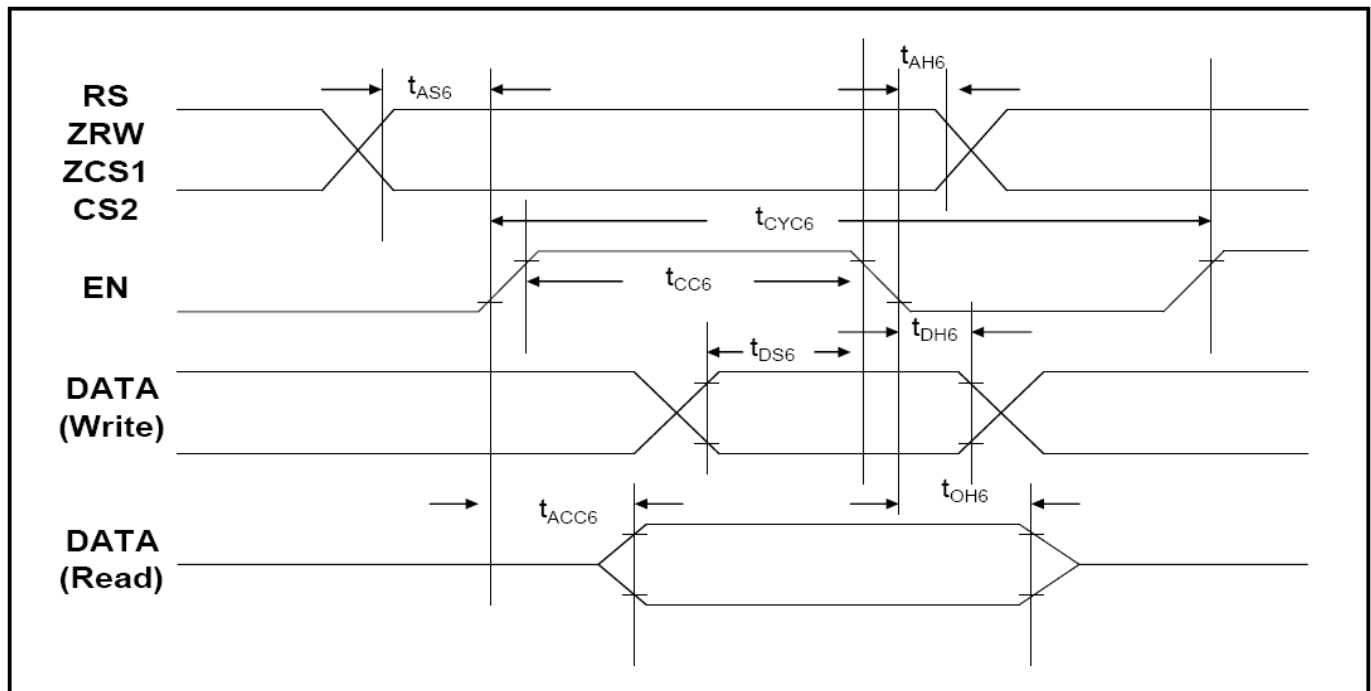 RS
ZRW
ZCS1
CS2
tAS6
tAH6
tCYC6
EN
tCC6
tDH6
tDS6
DATA
(Write)
tOH6
tACC6
DATA
(Read)